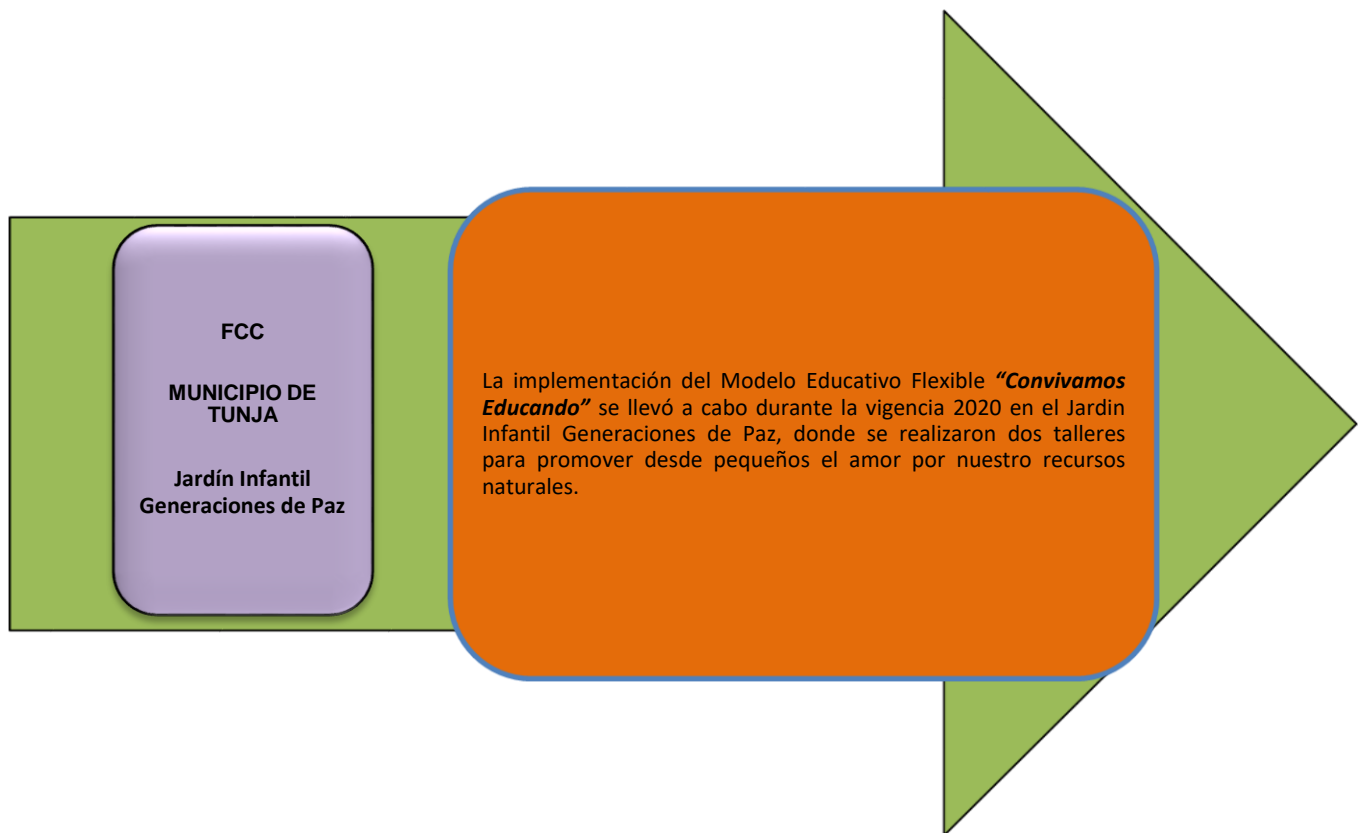 FCC
MUNICIPIO DE
TUNJA
Jardín Infantil
Generaciones de Paz
La implementación del Modelo Educativo Flexible “Convivamos
Educando” se llevó a cabo durante la vigencia 2020 en el Jardin
Infantil Generaciones de Paz, donde se realizaron dos talleres
para promover desde pequeños el amor por nuestro recursos
naturales.